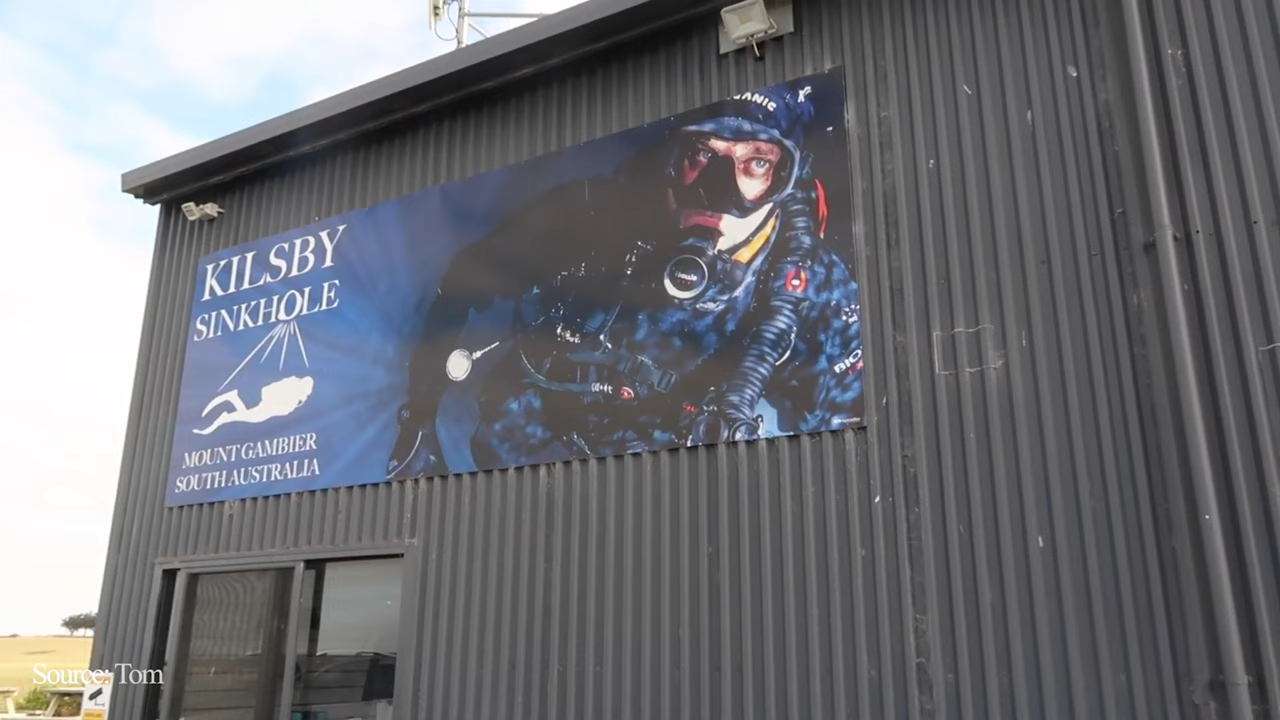 KILSBY
SINKHOLE
MOUNT GAMBIER
SOUTH AUSTRALIA
Source: Tom